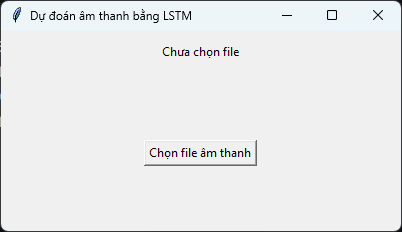 Dự đoán âm thanh bằng LSTM
Chưa chọn file
Chọn file âm thanh